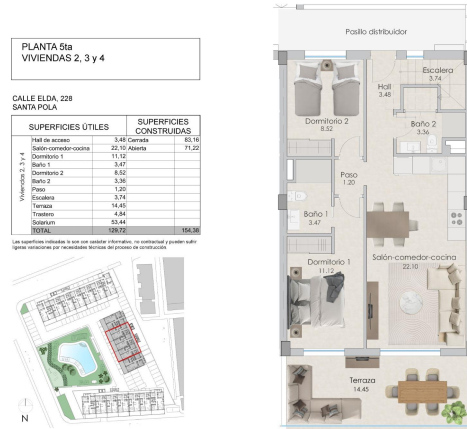 PLANTA 5ta
VIVIENDAS 2, 3 y 4
CALLE ELDA, 228
SANTA POLA
SUPERFICIES ÚTILES SUPERFICIES CONSTRUIDAS
Viviendas 2, 3 y 4
Hall de acceso 3,48 Cerrada 83,16
Salón-comedor-cocina 22,10 Abierta 71,22
Dormitorio 1 11,12
Baño 1 3,47
Dormitorio 2 8,52
Baño 2 3,36
Paso 1,20
Escalera 3,74
Terraza 14,45
Trastero 4,84
Solarium 53,44
TOTAL 129,72 154,38
Las superficies indicadas lo son con carácter informativo, no contractual y pueden sufrir
ligeras variaciones por necesidades técnicas del proceso de construcción
N
Pasillo distribuidor
Escalera
3.74
Hall
3.48
Dormitorio 2
8.52
Baño 2
3.36
Paso
1.20
Baño 1
3.47
Dormitorio 1
11.12
Salón-comedor-cocina
22.10
Terraza
14.45